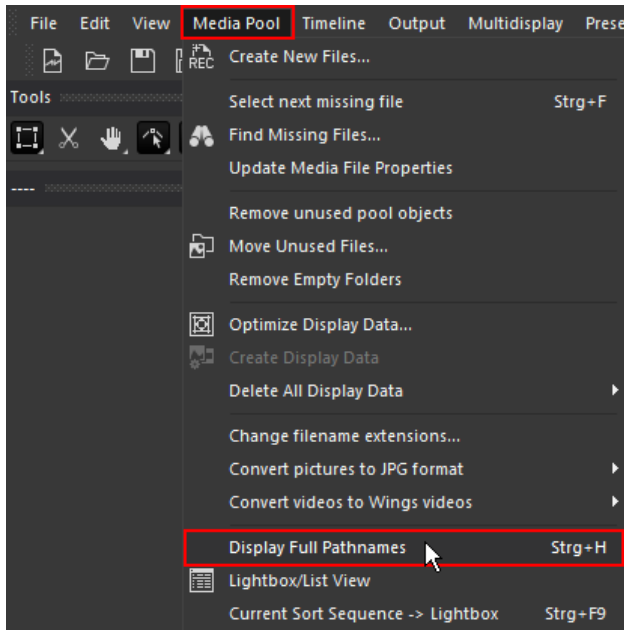 File Edit View Media Pool Timeline Output Multidisplay Prese
REC Create New Files...
Tools
Select next missing file Strg+F
Find Missing Files...
Update Media File Properties
----
Remove unused pool objects
Move Unused Files...
Remove Empty Folders
Optimize Display Data...
Create Display Data
Delete All Display Data
Change filename extensions...
Convert pictures to JPG format
Convert videos to Wings videos
Display Full Pathnames Strg+H
Lightbox/List View
Current Sort Sequence -> Lightbox Strg+F9